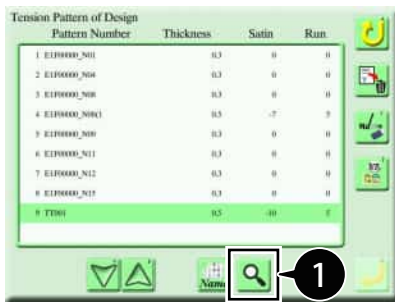 Tension Pattern of Design
Pattern Number Thickness Satin Run
1 E1F00000_N01 0.3 0 0
2 E1F00000_N04 0.3 0 0
3 E1F00000_N08 0.3 0 0
4 E1F00000_N08(1 0.5 -7 5
5 E1F00000_N09 0.3 0 0
6 E1F00000_N11 0.3 0 0
7 E1F00000_N12 0.3 0 0
8 E1F00000_N15 0.3 0 0
9 TT001 0.5 -10 5
Name
1